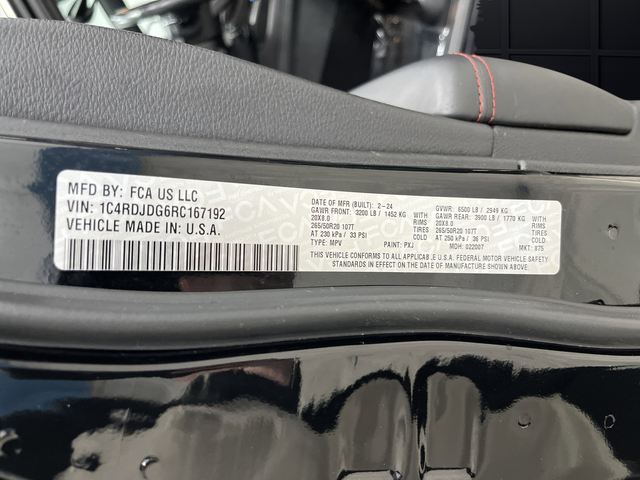 MFD BY: FCA US LLC
VIN: 1C4RDJDG6RC167192
VEHICLE MADE IN: U.S.A.
DATE OF MFR (BUILT): 2-24
GAWR FRONT: 3200 LB / 1452 KG WITH
20X8.0 RIMS
265/50R20 107T TIRES
AT 230 kPa / 33 PSI
TYPE: MPV PAINT: PXJ
GVWR: 6500 LB / 2949 KG
GAWR REAR: 3900 LB / 1770 KG WITH
20X8.0 RIMS
265/50R20 107T TIRES
AT 250 kPa / 36 PSI
MDH: 022007 MKT: 875
THIS VEHICLE CONFORMS TO ALL APPLICABLE U.S.A. FEDERAL MOTOR VEHICLE SAFETY
STANDARDS IN EFFECT ON THE DATE OF MANUFACTURE SHOWN ABOVE.